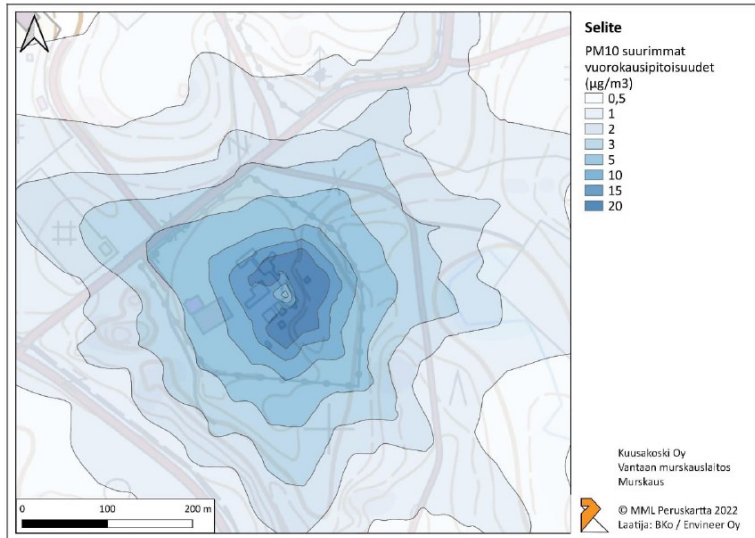 Selite
PM10 suurimmat
vuorokausipitoisuudet
(µg/m3)
0,5
1
2
3
5
10
15
20
0 100 200 m
Kuusakoski Oy
Vantaan murskauslaitos
Murskaus
© MML Peruskartta 2022
Laatija: BKo / Envineer Oy